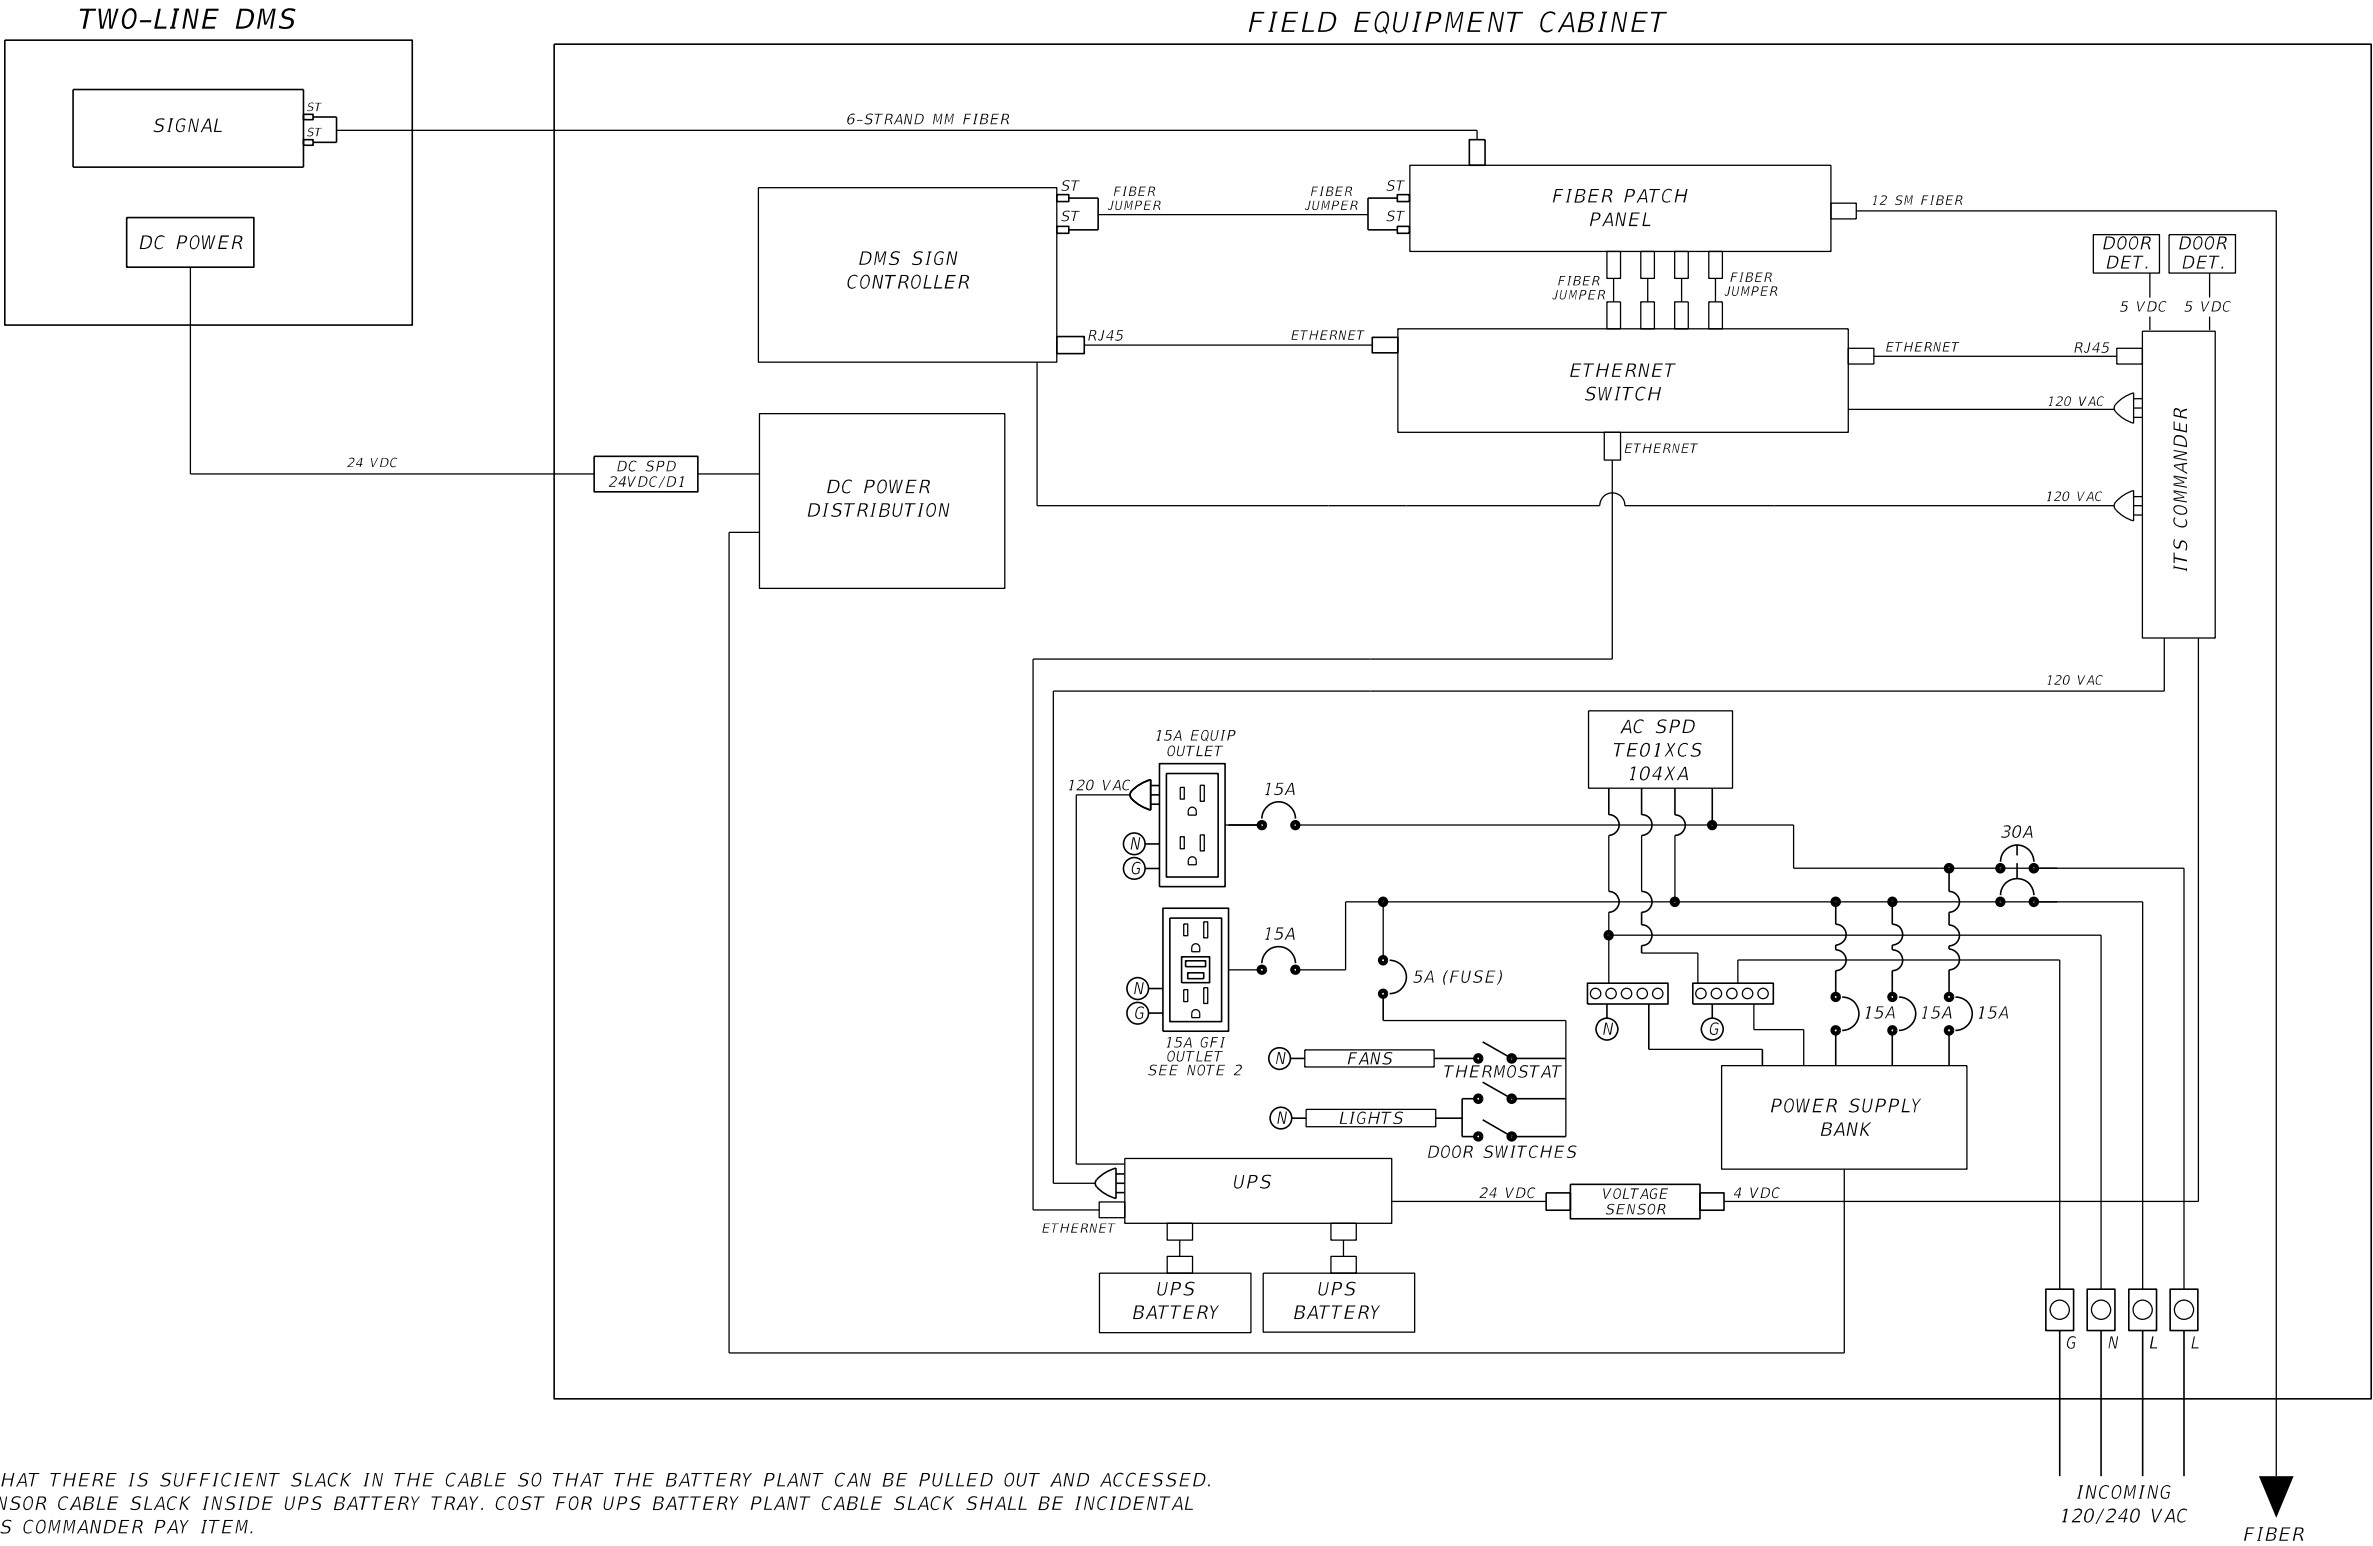 TWO-LINE DMS
FIELD EQUIPMENT CABINET
SIGNAL
ST
ST
DC POWER
6-STRAND MM FIBER
24 VDC
DC SPD
24VDC/D1
DMS SIGN
CONTROLLER
ST
ST
FIBER
JUMPER
FIBER
JUMPER
ST
ST
FIBER PATCH
PANEL
12 SM FIBER
DOOR
DET.
DOOR
DET.
5 VDC
5 VDC
FIBER
JUMPER
FIBER
JUMPER
RJ45
ETHERNET
ETHERNET
SWITCH
ETHERNET
RJ45
120 VAC
ETHERNET
120 VAC
ITS COMMANDER
DC POWER
DISTRIBUTION
120 VAC
15A EQUIP
OUTLET
120 VAC
N
G
15A
AC SPD
TE01XCS
104XA
30A
15A
N
G
15A GFI
OUTLET
SEE NOTE 2
5A (FUSE)
N
G
15A
15A
15A
N
FANS
THERMOSTAT
N
LIGHTS
DOOR SWITCHES
POWER SUPPLY
BANK
UPS
24 VDC
VOLTAGE
SENSOR
4 VDC
ETHERNET
UPS
BATTERY
UPS
BATTERY
G
N
L
L
INCOMING
120/240 VAC
FIBER
HAT THERE IS SUFFICIENT SLACK IN THE CABLE SO THAT THE BATTERY PLANT CAN BE PULLED OUT AND ACCESSED.
NSOR CABLE SLACK INSIDE UPS BATTERY TRAY. COST FOR UPS BATTERY PLANT CABLE SLACK SHALL BE INCIDENTAL
S COMMANDER PAY ITEM.